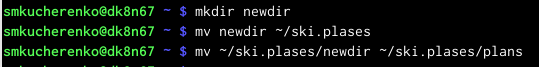 smkucherenko@dk8n67 ~ $ mkdir newdir
smkucherenko@dk8n67 ~ $ mv newdir ~/ski.plases
smkucherenko@dk8n67 ~ $ mv ~/ski.plases/newdir ~/ski.plases/plans